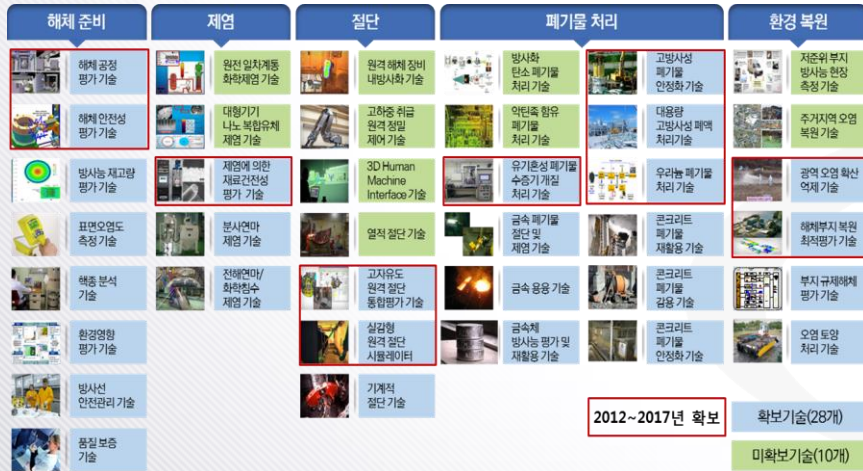 해체 준비
제염
절단
폐기물 처리
환경 복원
해체 공정
평가 기술
해체 안전성
평가 기술
방사능 재고량
평가 기술
표면오염도
측정 기술
핵종 분석
기술
환경영향
평가 기술
방사선
안전관리 기술
품질 보증
기술
원전 일차계통
화학제염 기술
대형기기
나노 복합유체
제염 기술
제염에 의한
재료건전성
평가 기술
분사연마
제염 기술
전해연마/
화학침수
제염 기술
원격 해체 장비
내방사화 기술
고하중 취급
원격 정밀
제어 기술
3D Human
Machine
Interface 기술
열적 절단 기술
고자유도
원격 절단
통합평가 기술
실감형
원격 절단
시뮬레이터
기계적
절단 기술
방사화
탄소 폐기물
처리 기술
악틴족 함유
폐기물
처리 기술
유기혼성 폐기물
수증기 개질
처리 기술
금속 폐기물
절단 및
제염 기술
금속 용융 기술
금속체
방사능 평가 및
재활용 기술
고방사성
폐기물
안정화 기술
대용량
고방사성 폐액
처리기술
우라늄 폐기물
처리 기술
콘크리트
폐기물
재활용 기술
콘크리트
폐기물
감용 기술
콘크리트
폐기물
안정화 기술
저준위 부지
방사능 현장
측정 기술
주거지역 오염
복원 기술
광역 오염 확산
억제 기술
해체부지 복원
최적평가 기술
부지 규제해체
평가 기술
오염 토양
처리 기술
2012~2017년 확보
확보기술(28개)
미확보기술(10개)